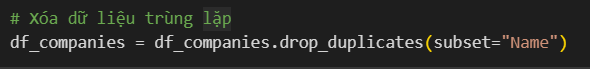 # Xóa dữ liệu trùng lặp
df_companies = df_companies.drop_duplicates(subset="Name")